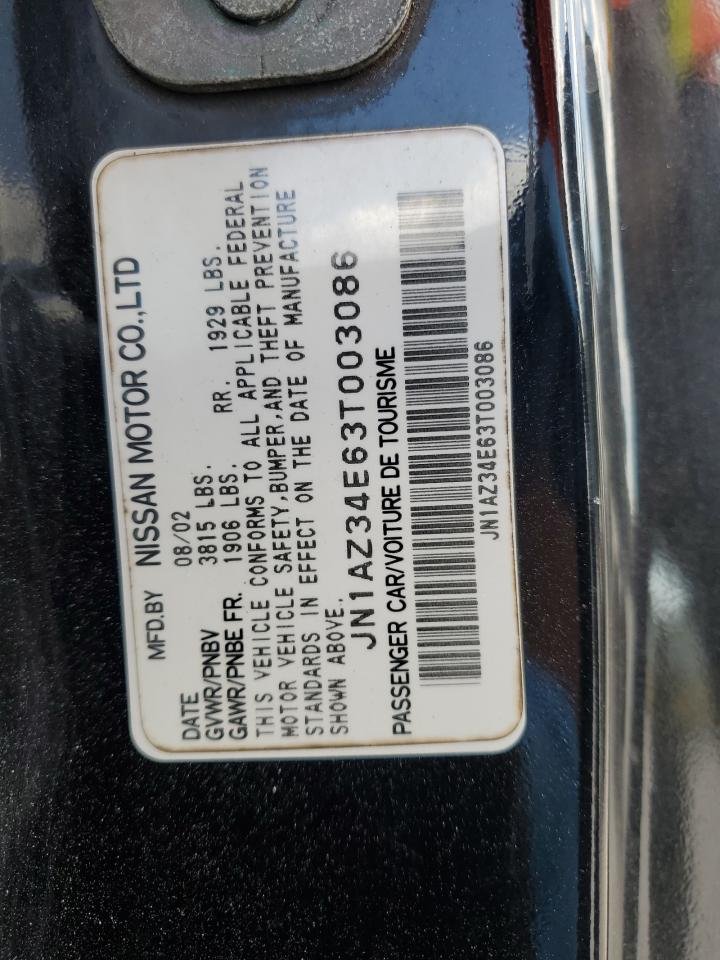 MFD.BY NISSAN MOTOR CO.,LTD
DATE 08/02
GVWR/PNBV 3815 LBS.
GAWR/PNBE FR. 1906 LBS. RR. 1929 LBS.
THIS VEHICLE CONFORMS TO ALL APPLICABLE FEDERAL
MOTOR VEHICLE SAFETY,BUMPER,AND THEFT PREVENTION
STANDARDS IN EFFECT ON THE DATE OF MANUFACTURE
SHOWN ABOVE.,
JN1AZ34E63T003086
PASSENGER CAR/VOITURE DE TOURISME
JN1AZ34E63T003086